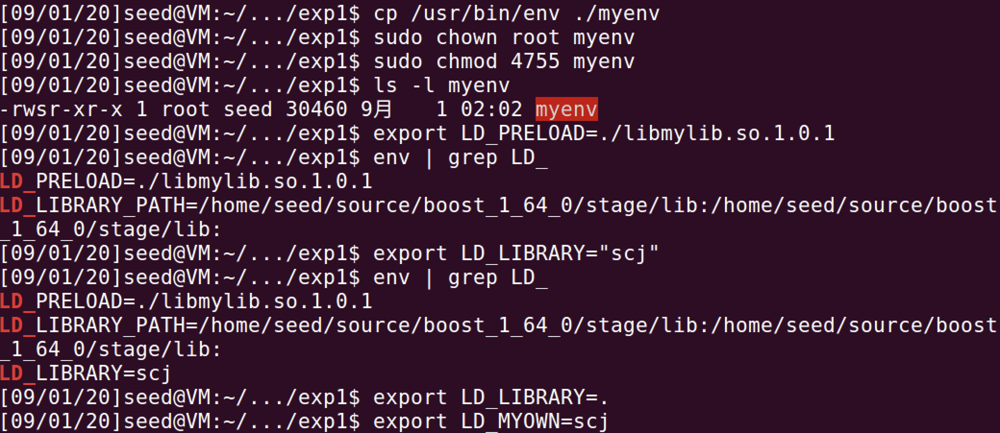 [09/01/20]seed@VM:~/.../exp1$ cp /usr/bin/env ./myenv
[09/01/20]seed@VM:~/.../exp1$ sudo chown root myenv
[09/01/20]seed@VM:~/.../exp1$ sudo chmod 4755 myenv
[09/01/20]seed@VM:~/.../exp1$ ls -l myenv
-rwsr-xr-x 1 root seed 30460 9月   1 02:02 myenv
[09/01/20]seed@VM:~/.../exp1$ export LD_PRELOAD=./libmylib.so.1.0.1
[09/01/20]seed@VM:~/.../exp1$ env | grep LD_
LD_PRELOAD=./libmylib.so.1.0.1
LD_LIBRARY_PATH=/home/seed/source/boost_1_64_0/stage/lib:/home/seed/source/boost
_1_64_0/stage/lib:
[09/01/20]seed@VM:~/.../exp1$ export LD_LIBRARY="scj"
[09/01/20]seed@VM:~/.../exp1$ env | grep LD_
LD_PRELOAD=./libmylib.so.1.0.1
LD_LIBRARY_PATH=/home/seed/source/boost_1_64_0/stage/lib:/home/seed/source/boost
_1_64_0/stage/lib:
LD_LIBRARY=scj
[09/01/20]seed@VM:~/.../exp1$ export LD_LIBRARY=.
[09/01/20]seed@VM:~/.../exp1$ export LD_MYOWN=scj